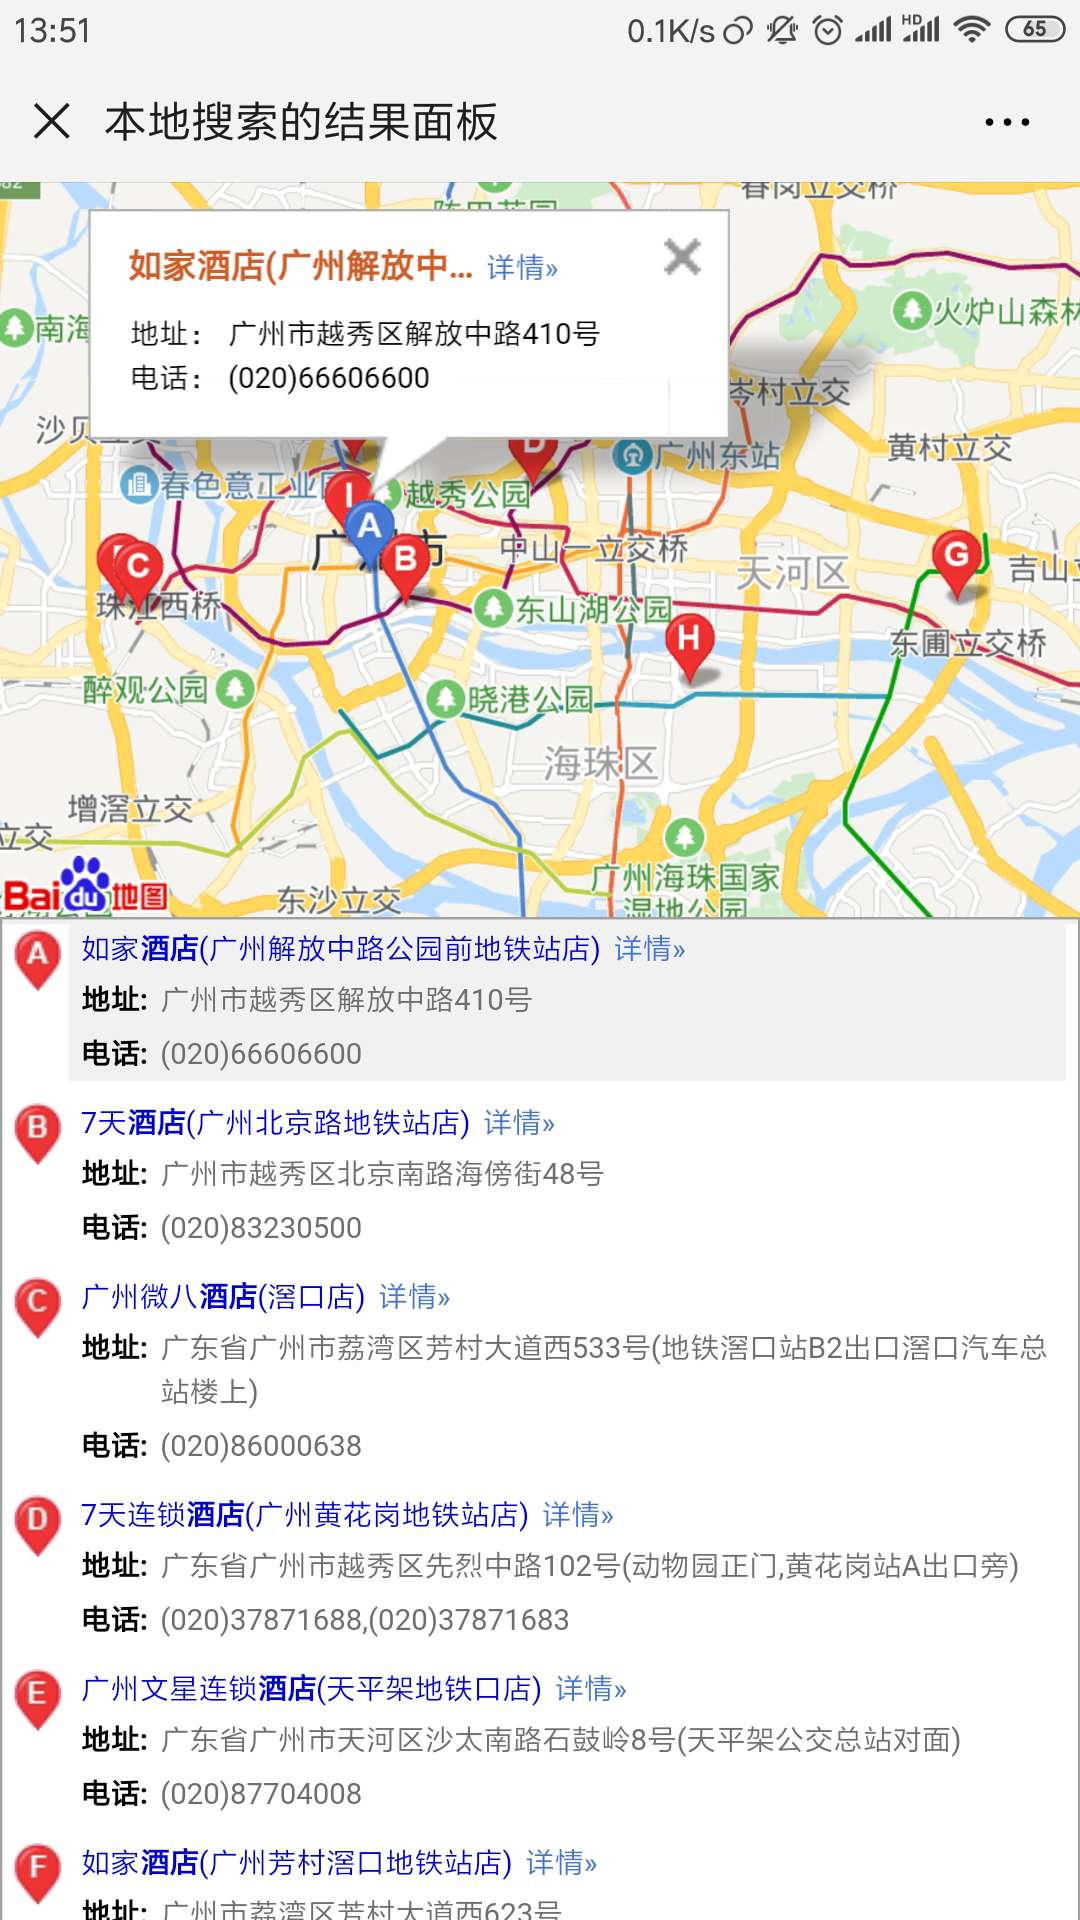 13:51
0.1K/s
HD
65
本地搜索的结果面板
春岗立交桥
如家酒店(广州解放中... 详情»
地址： 广州市越秀区解放中路410号
电话： (020)66606600
火炉山森林
南海
岑村立交
沙贝立交
D
广州东站
黄村立交
春色意工业园
I
越秀公园
A
广州市
中山一立交桥
B
C
G
天河区
吉山立
珠江西桥
东山湖公园
H
东圃立交桥
醉观公园
晓港公园
海珠区
增滘立交
立交
广州海珠国家
湿地公园
东沙立交
Bai du 地图
A 如家酒店(广州解放中路公园前地铁站店) 详情»
地址: 广州市越秀区解放中路410号
电话: (020)66606600
B 7天酒店(广州北京路地铁站店) 详情»
地址: 广州市越秀区北京南路海傍街48号
电话: (020)83230500
C 广州微八酒店(滘口店) 详情»
地址: 广东省广州市荔湾区芳村大道西533号(地铁滘口站B2出口滘口汽车总
站楼上)
电话: (020)86000638
D 7天连锁酒店(广州黄花岗地铁站店) 详情»
地址: 广东省广州市越秀区先烈中路102号(动物园正门,黄花岗站A出口旁)
电话: (020)37871688,(020)37871683
E 广州文星连锁酒店(天平架地铁口店) 详情»
地址: 广东省广州市天河区沙太南路石鼓岭8号(天平架公交总站对面)
电话: (020)87704008
F 如家酒店(广州芳村滘口地铁站店) 详情»
地址: 广州市荔湾区芳村大道西623号